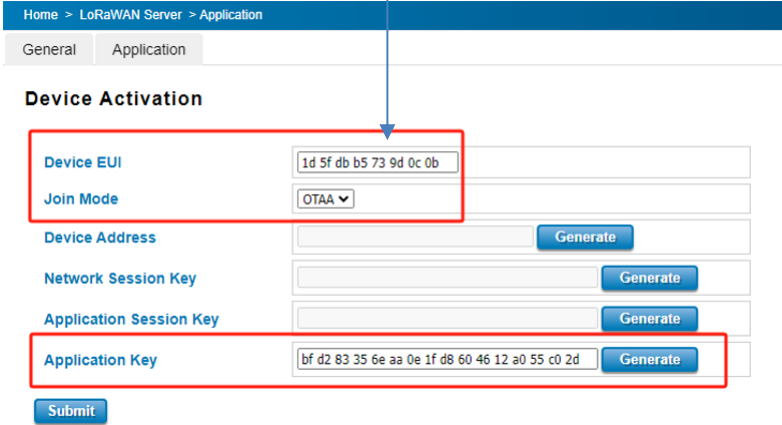 Home > LoRaWAN Server > Application
General Application
Device Activation
Device EUI 1d 5f db b5 73 9d 0c 0b
Join Mode OTAA
Device Address Generate
Network Session Key Generate
Application Session Key Generate
Application Key bf d2 83 35 6e aa 0e 1f d8 60 46 12 a0 55 c0 2d Generate
Submit